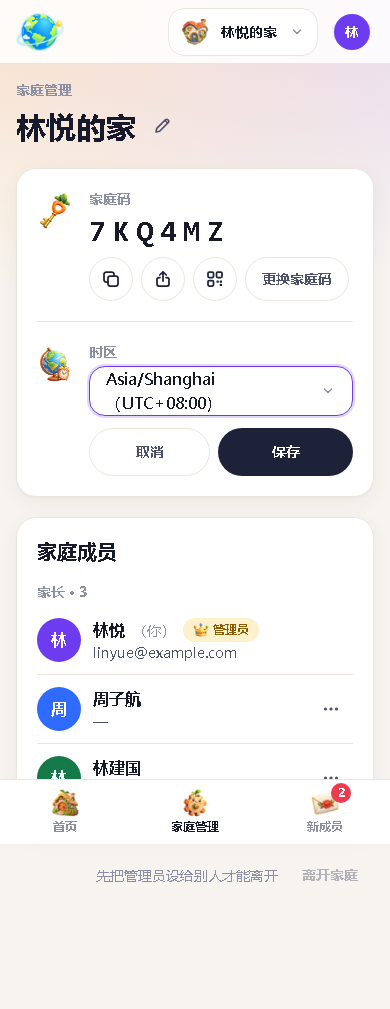 林悦的家
林
家庭管理
林悦的家
家庭码
7KQ4MZ
更换家庭码
时区
Asia/Shanghai
（UTC+08:00）
取消
保存
家庭成员
家长 • 3
林
林悦 （你） 管理员
linyue@example.com
周
周子航
—
林
林建国
首页
家庭管理
2
新成员
先把管理员设给别人才能离开
离开家庭